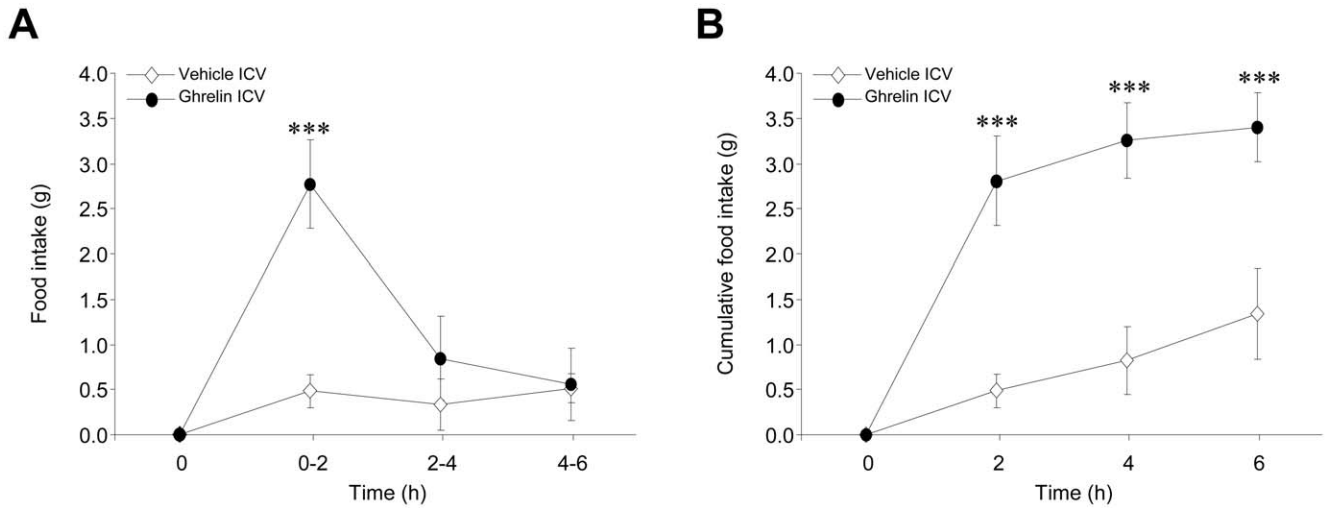 A
Vehicle ICV
Ghrelin ICV
4.0
3.5
3.0
2.5
2.0
1.5
1.0
0.5
0.0
Food intake (g)
***
0 0-2 2-4 4-6
Time (h)
B
Vehicle ICV
Ghrelin ICV
4.0
3.5
3.0
2.5
2.0
1.5
1.0
0.5
0.0
Cumulative food intake (g)
*** *** ***
0 2 4 6
Time (h)